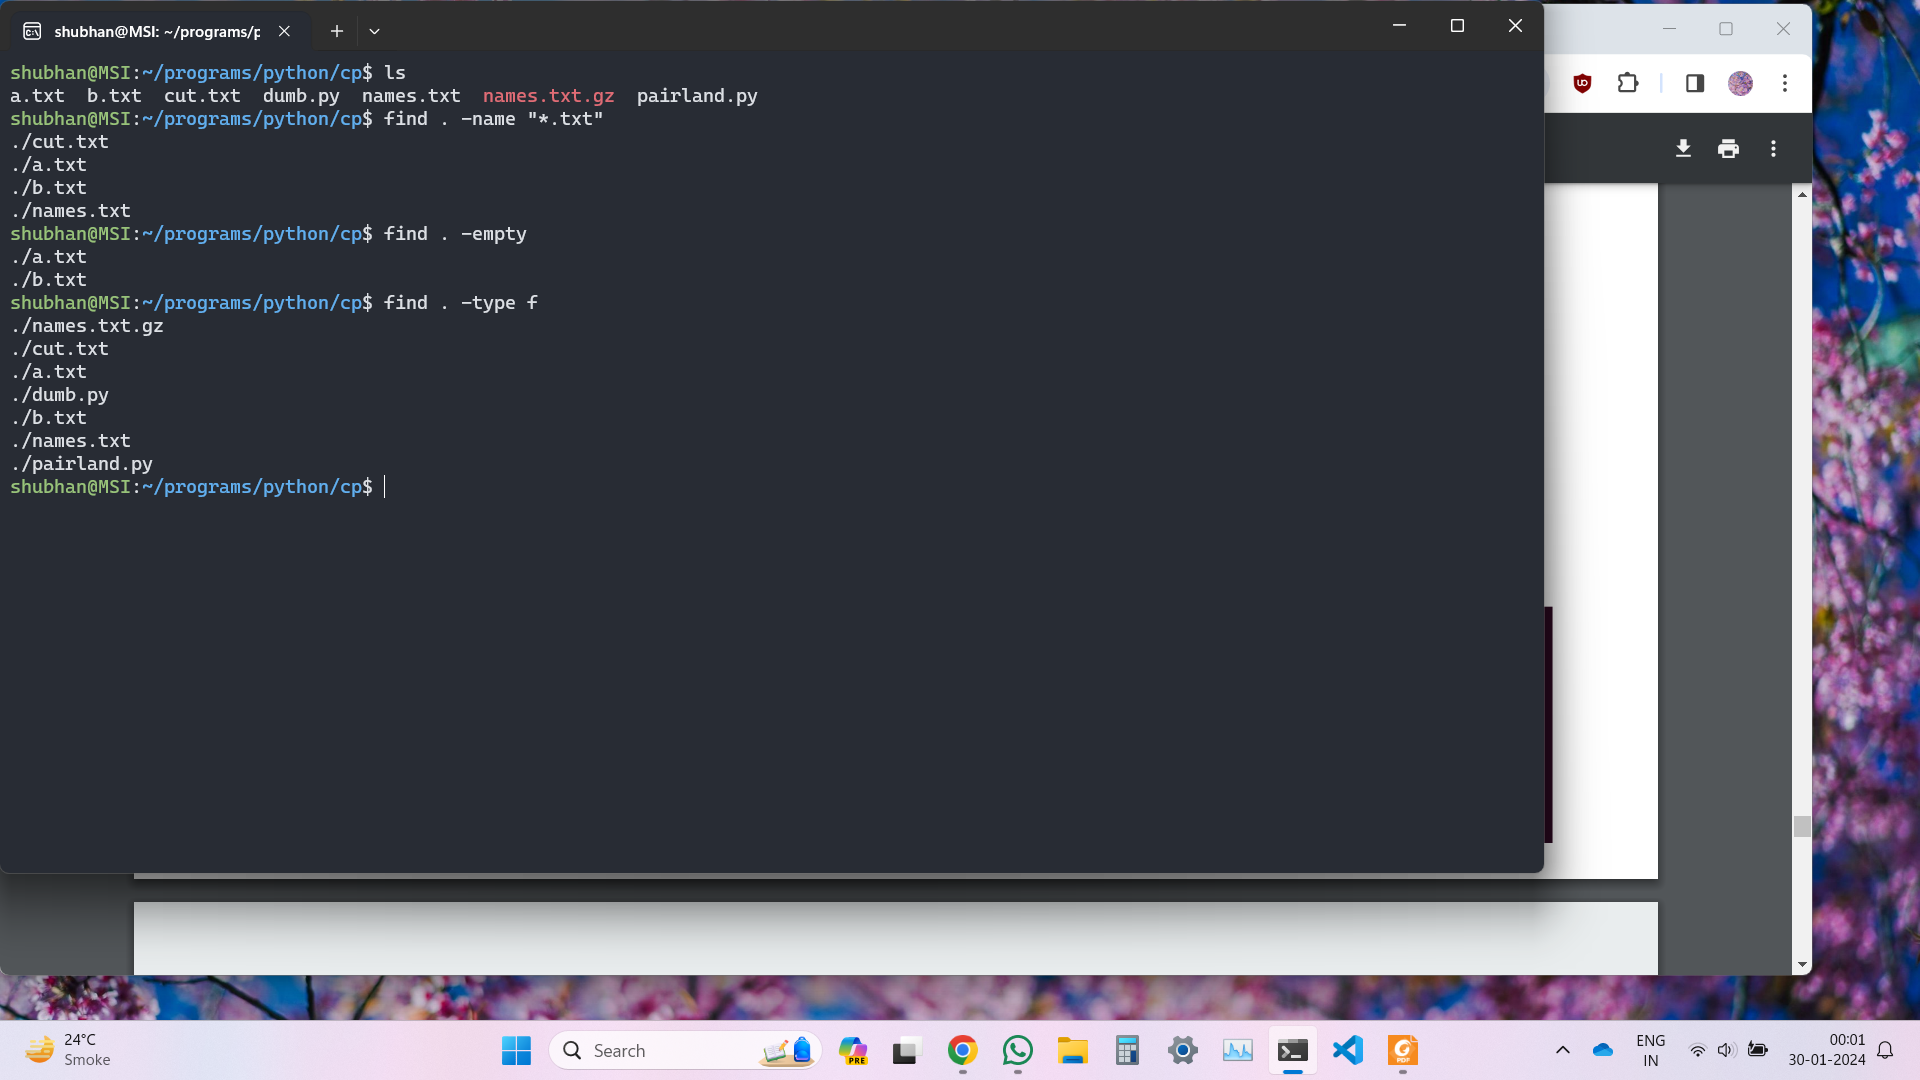 shubhan@MSI: ~/programs/p
shubhan@MSI:~/programs/python/cp$ ls
a.txt  b.txt  cut.txt  dumb.py  names.txt  names.txt.gz  pairland.py
shubhan@MSI:~/programs/python/cp$ find . -name "*.txt"
./cut.txt
./a.txt
./b.txt
./names.txt
shubhan@MSI:~/programs/python/cp$ find . -empty
./a.txt
./b.txt
shubhan@MSI:~/programs/python/cp$ find . -type f
./names.txt.gz
./cut.txt
./a.txt
./dumb.py
./b.txt
./names.txt
./pairland.py
shubhan@MSI:~/programs/python/cp$
24°C
Smoke
Search
PRE
PDF
ENG
IN
00:01
30-01-2024